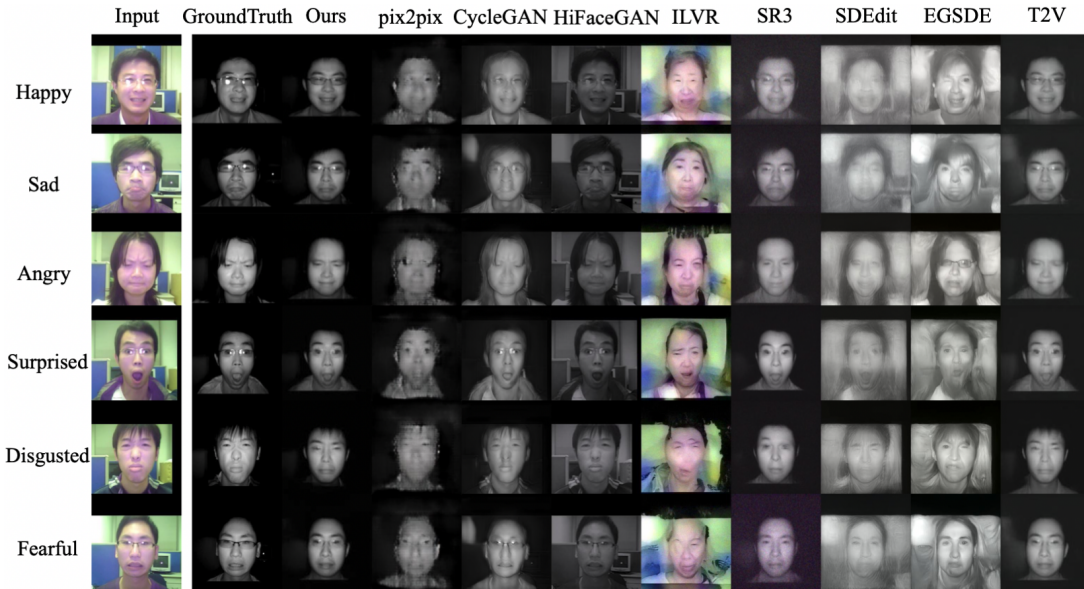 Input GroundTruth Ours pix2pix CycleGAN HiFaceGAN ILVR SR3 SDEdit EGSDE T2V
Happy
Sad
Angry
Surprised
Disgusted
Fearful